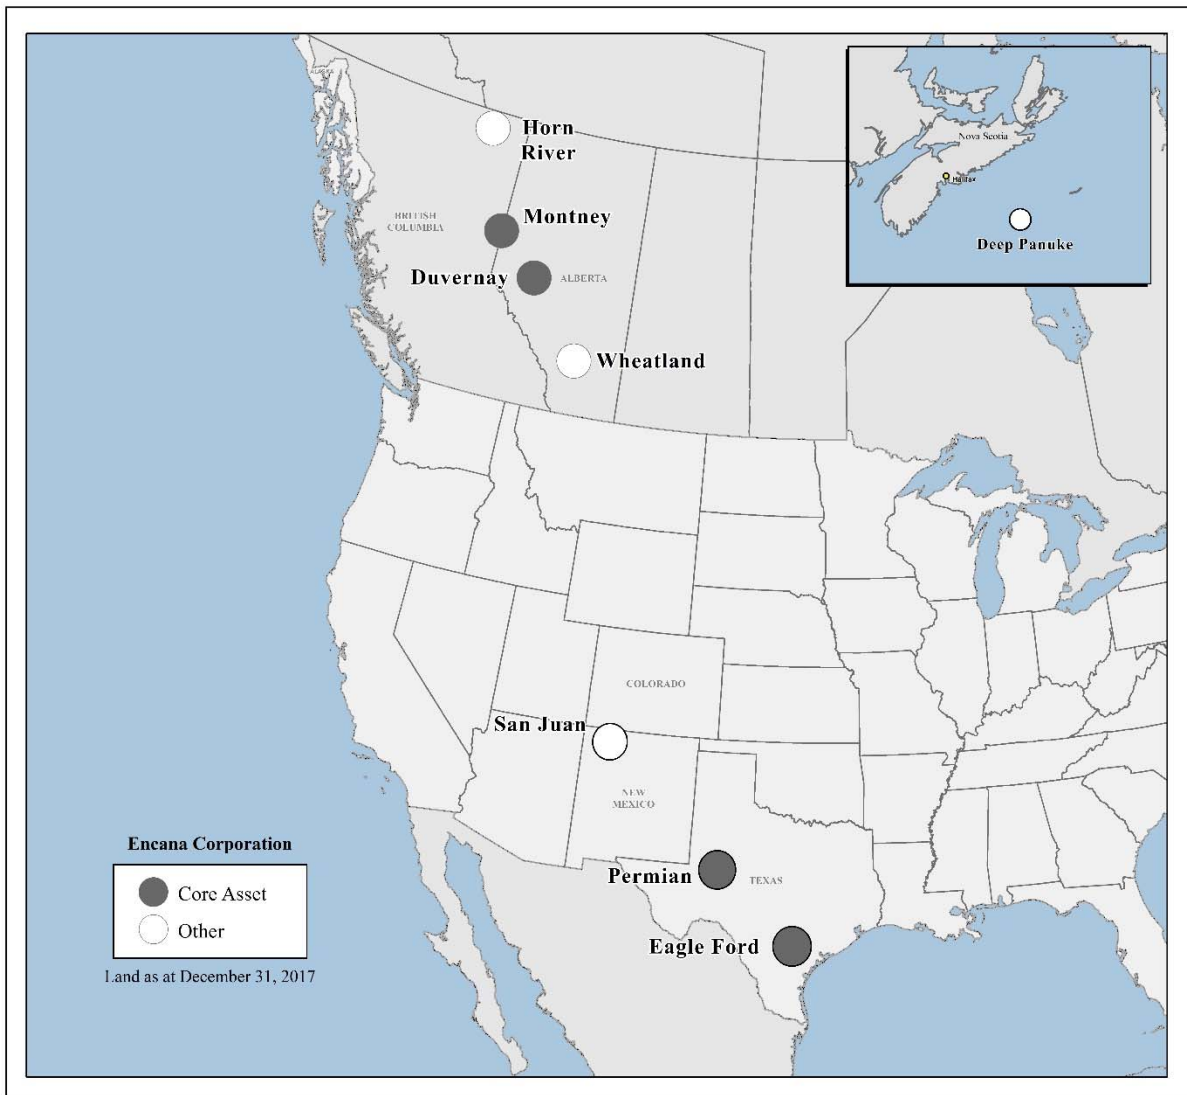 ALASKA
Horn
River
Nova Scotia
Halifax
Deep Panuke
Montney
BRITISH
COLUMBIA
Duvernay
ALBERTA
Wheatland
COLORADO
San Juan
NEW
MEXICO
Permian
TEXAS
Eagle Ford
Encana Corporation
Core Asset
Other
Land as at December 31, 2017